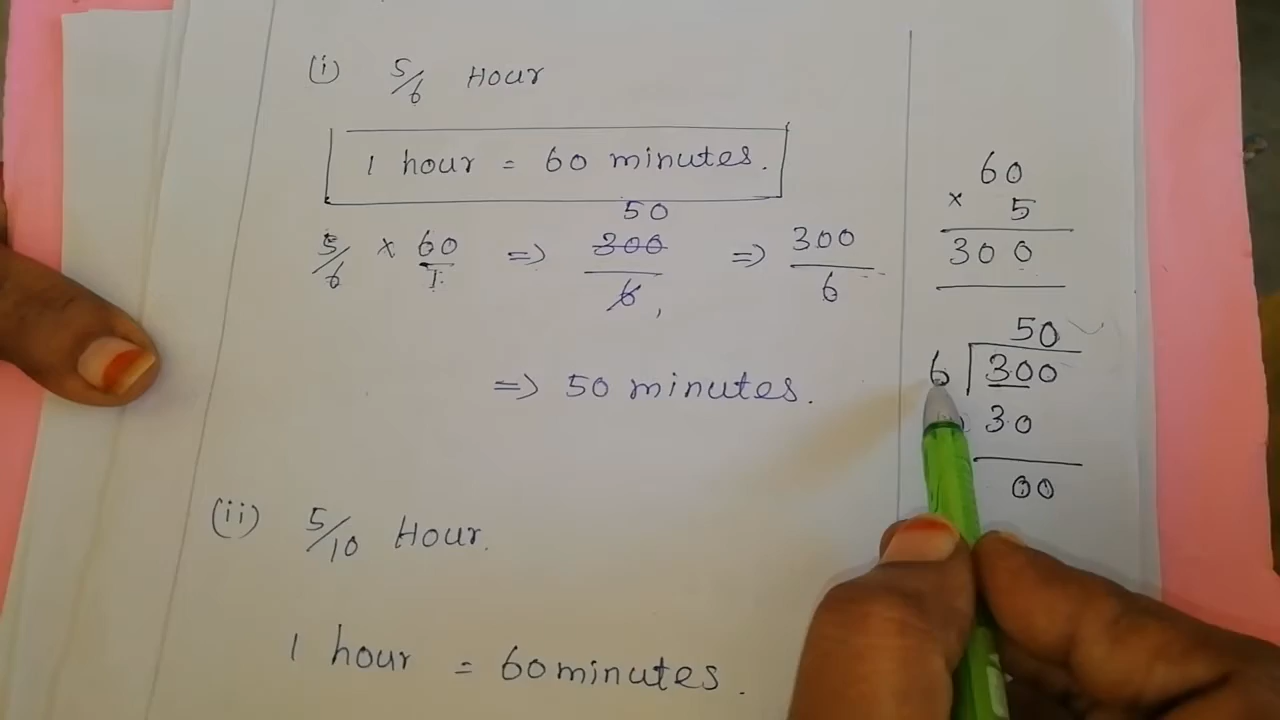 (i) 5/6 Hour
1 hour = 60 minutes.
50
5/6 × 60/1 => 300/6, => 300/6
=> 50 minutes.
(ii) 5/10 Hour.
1 hour = 60 minutes.
60
× 5
300
50
6 300
30
00